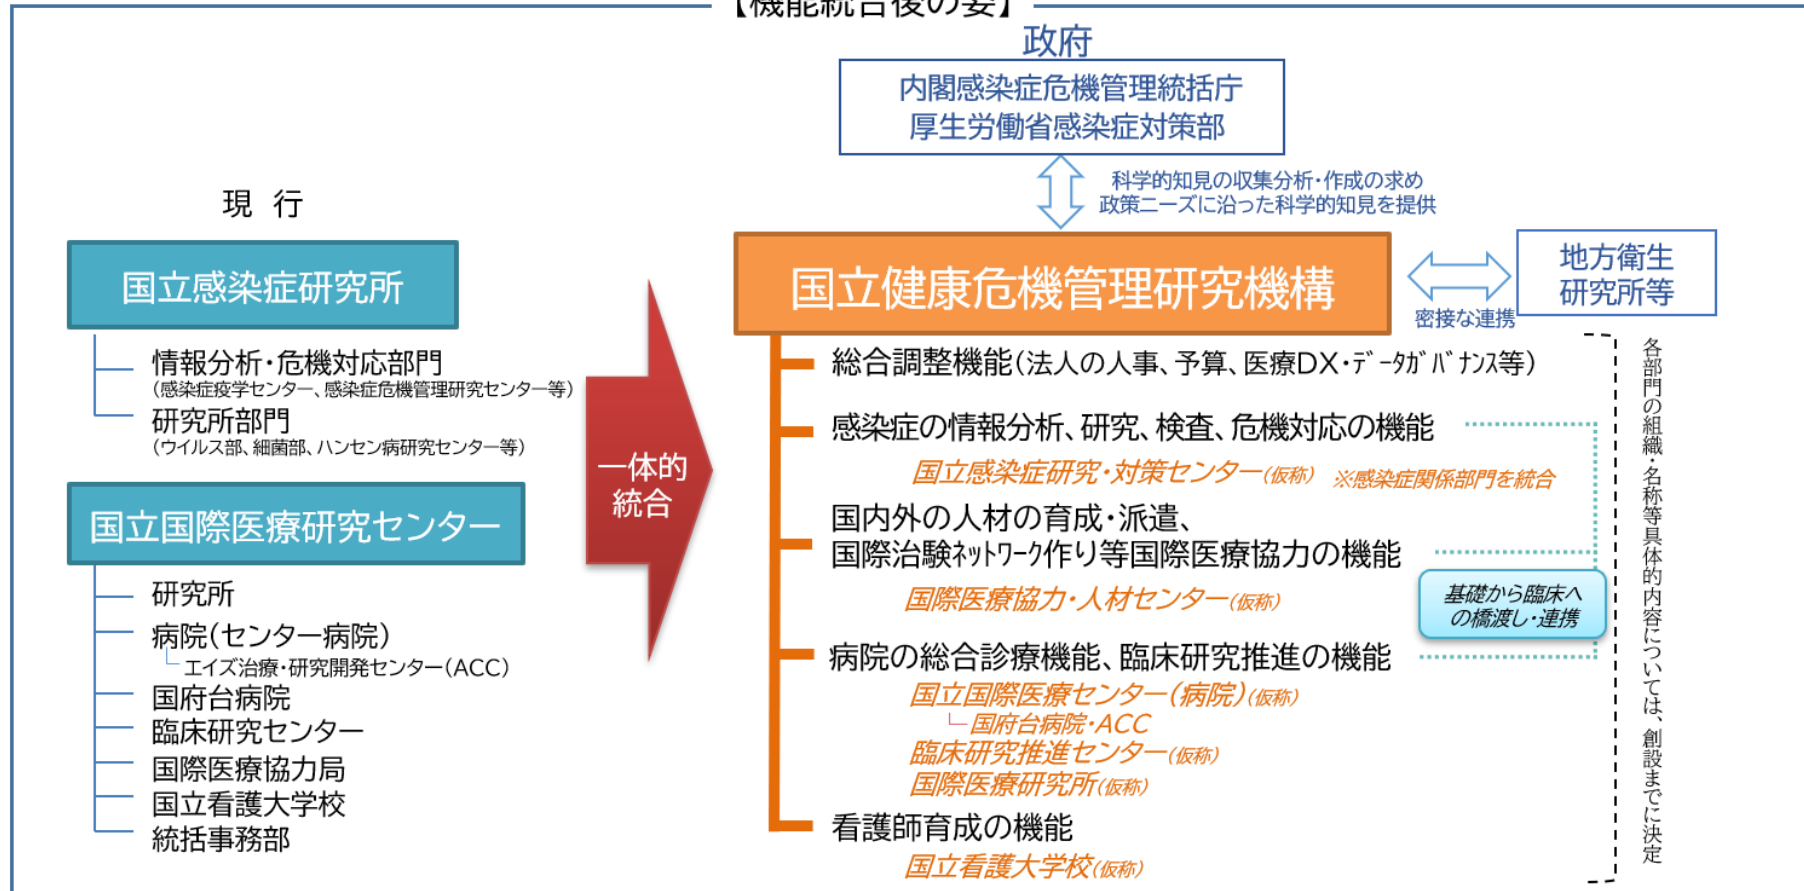 【機能統合後の姿】
政府
内閣感染症危機管理統括庁
厚生労働省感染症対策部
科学的知見の収集分析・作成の求め
政策ニーズに沿った科学的知見を提供
現 行
国立感染症研究所
情報分析・危機対応部門
(感染症疫学センター、感染症危機管理研究センター等)
研究所部門
(ウイルス部、細菌部、ハンセン病研究センター等)
国立国際医療研究センター
研究所
病院(センター病院)
エイズ治療・研究開発センター(ACC)
国府台病院
臨床研究センター
国際医療協力局
国立看護大学校
統括事務部
一体的
統合
国立健康危機管理研究機構
地方衛生
研究所等
密接な連携
総合調整機能(法人の人事、予算、医療DX・ﾃﾞｰﾀｶﾞﾊﾞﾅﾝｽ等)
感染症の情報分析、研究、検査、危機対応の機能
国立感染症研究・対策センター(仮称) ※感染症関係部門を統合
国内外の人材の育成・派遣、
国際治験ﾈｯﾄﾜｰｸ作り等国際医療協力の機能
国際医療協力・人材センター(仮称)
基礎から臨床へ
の橋渡し・連携
病院の総合診療機能、臨床研究推進の機能
国立国際医療センター(病院)(仮称)
国府台病院・ACC
臨床研究推進センター(仮称)
国際医療研究所(仮称)
看護師育成の機能
国立看護大学校(仮称)
各部門の組織・名称等具体的内容については、創設までに決定